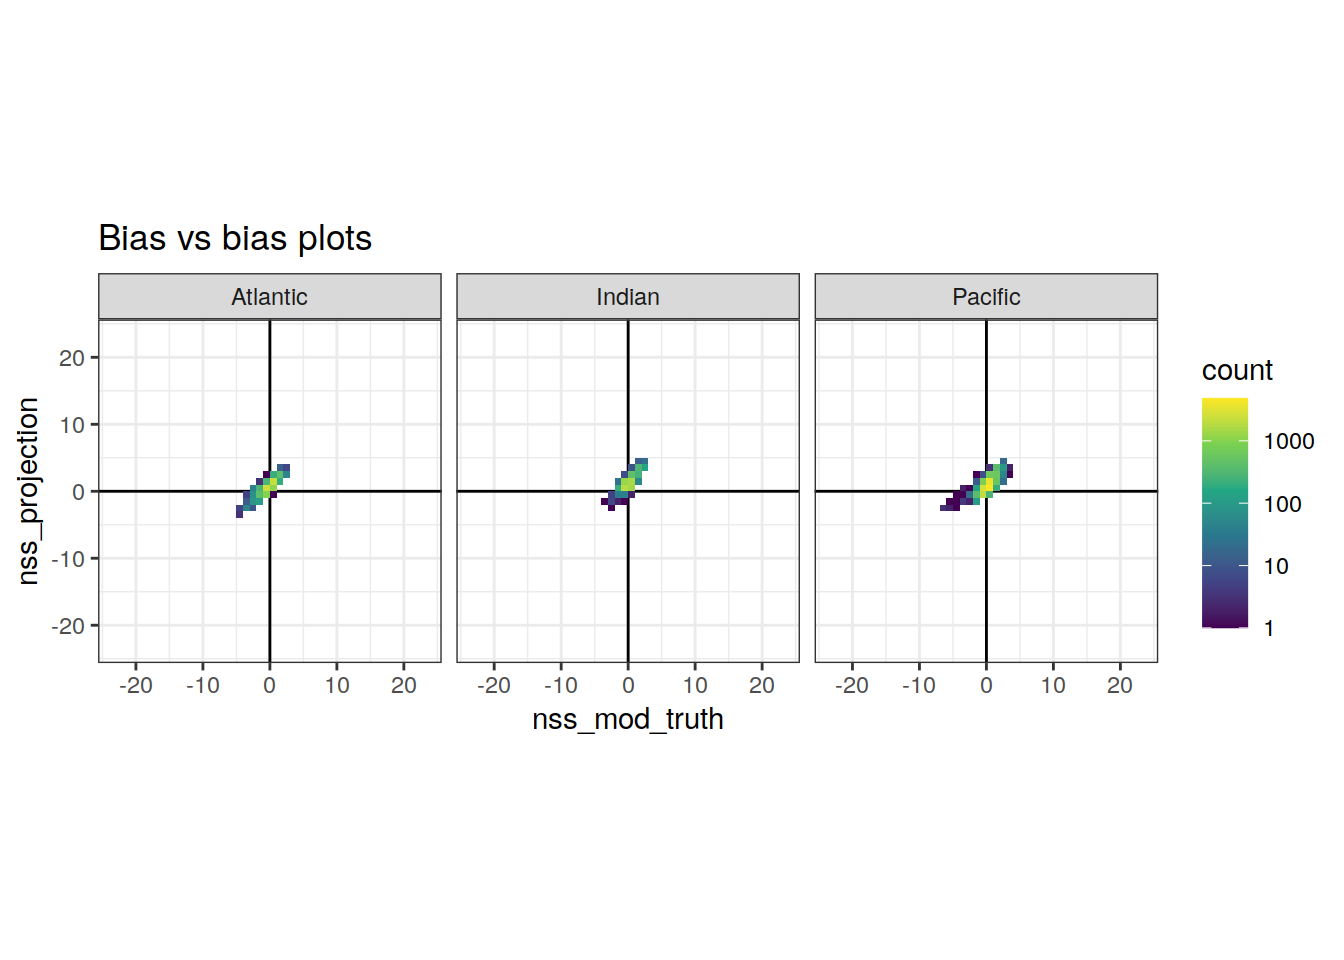 Bias vs bias plots
Atlantic Indian Pacific
nss_projection
20
10
0
-10
-20
-20 -10 0 10 20 -20 -10 0 10 20 -20 -10 0 10 20
nss_mod_truth
count
1000
100
10
1